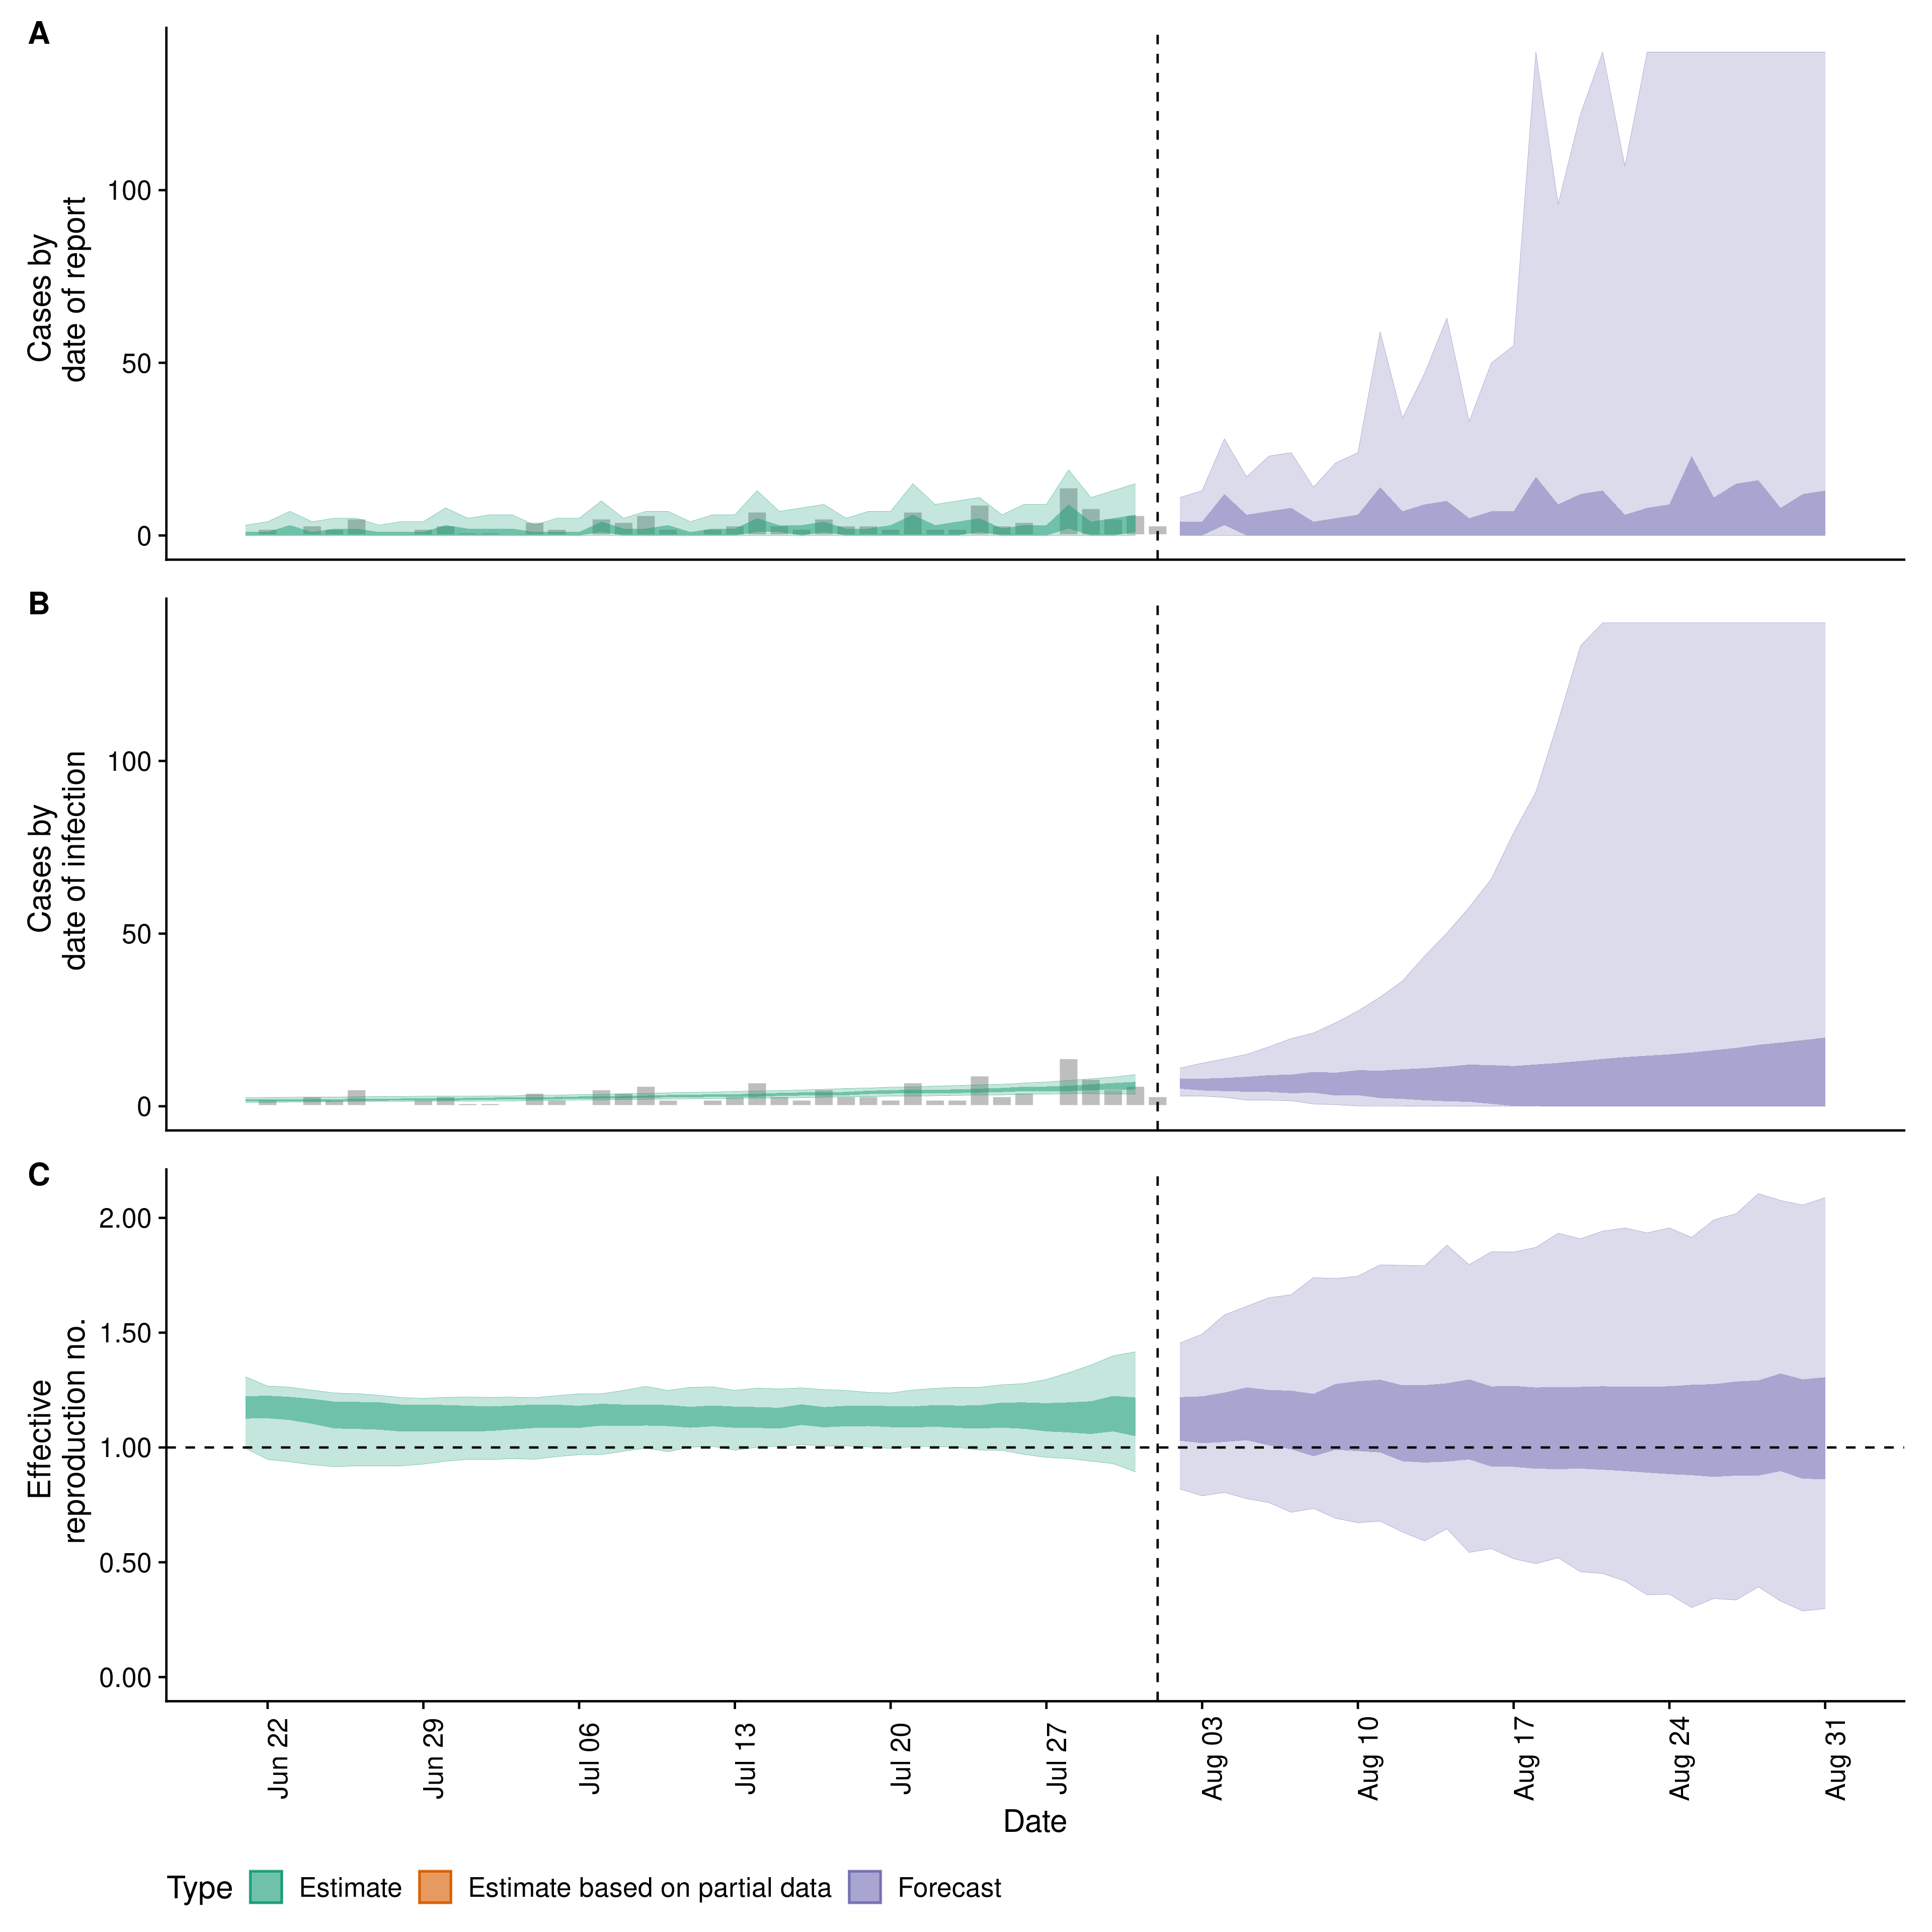 A
Cases by
date of report
100
50
0
B
Cases by
date of infection
100
50
0
C
Effective
reproduction no.
2.00
1.50
1.00
0.50
0.00
Jun 22
Jun 29
Jul 06
Jul 13
Jul 20
Jul 27
Aug 03
Aug 10
Aug 17
Aug 24
Aug 31
Date
Type Estimate Estimate based on partial data Forecast